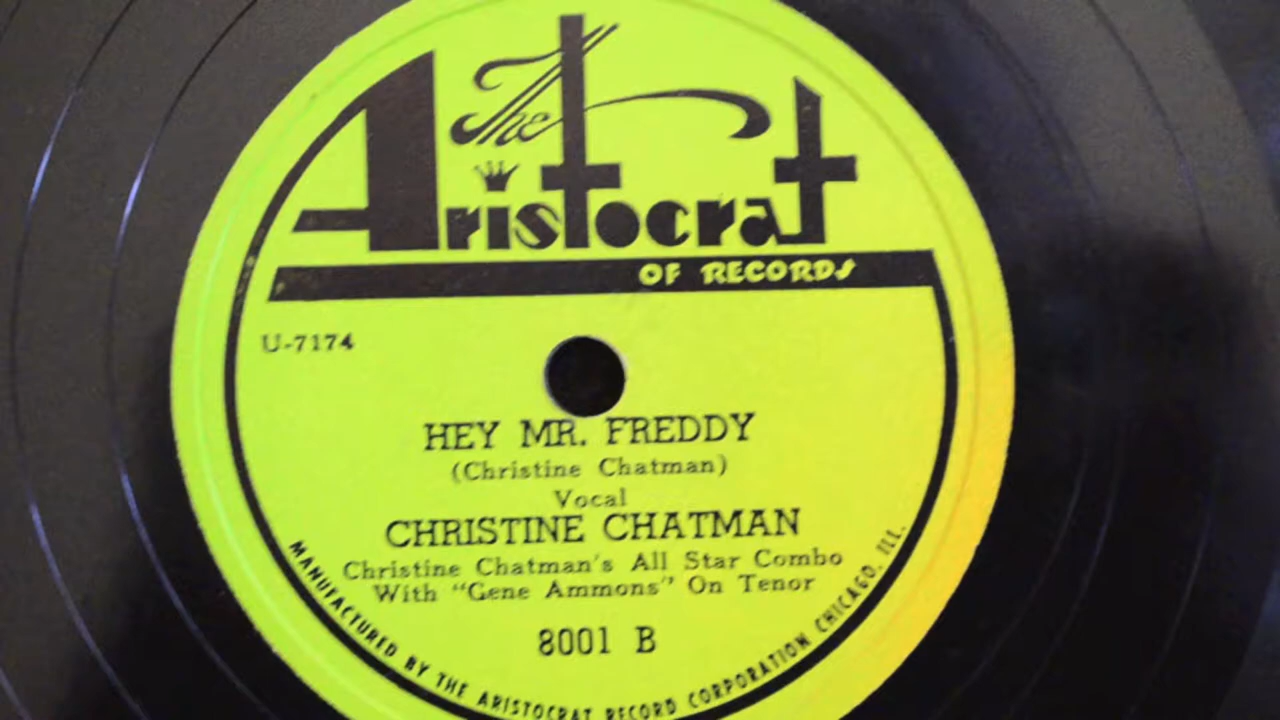 The
Aristocrat
OF RECORDS
U-7174
HEY MR. FREDDY
(Christine Chatman)
Vocal
CHRISTINE CHATMAN
Christine Chatman's All Star Combo
With "Gene Ammons" On Tenor
8001 B
MANUFACTURED BY THE ARISTOCRAT RECORD CORPORATION CHICAGO, ILL.